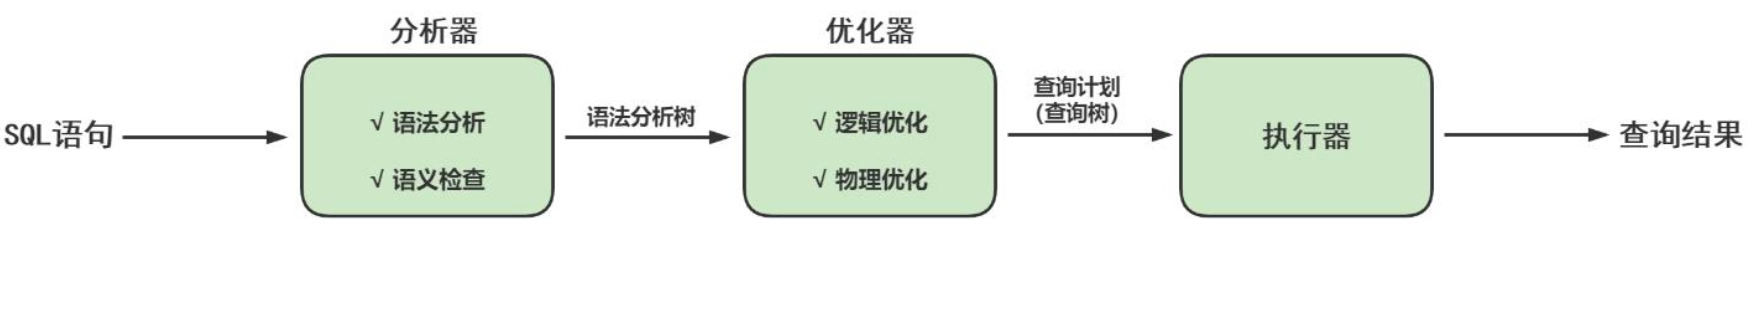 SQL语句
分析器
√ 语法分析
√ 语义检查
语法分析树
优化器
√ 逻辑优化
√ 物理优化
查询计划
(查询树)
执行器
查询结果